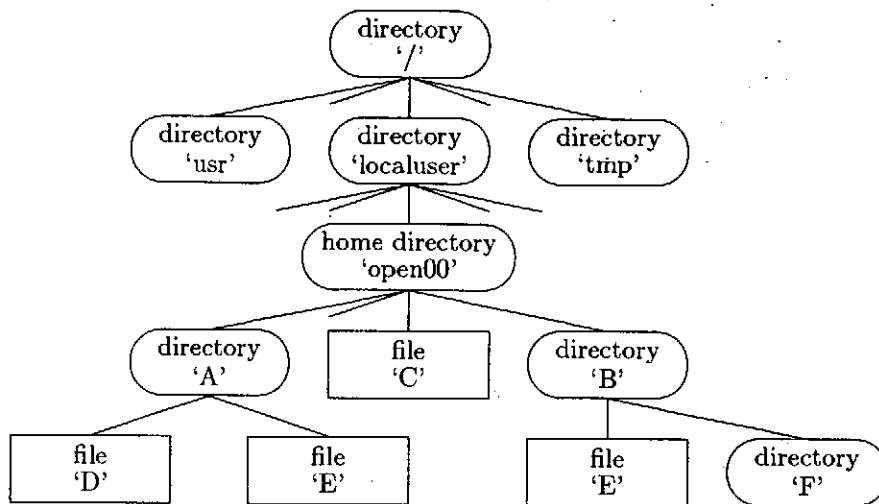 directory
‘/’
directory
‘usr’
directory
‘localuser’
directory
‘tmp’
home directory
‘open00’
directory
‘A’
file
‘C’
directory
‘B’
file
‘D’
file
‘E’
file
‘E’
directory
‘F’